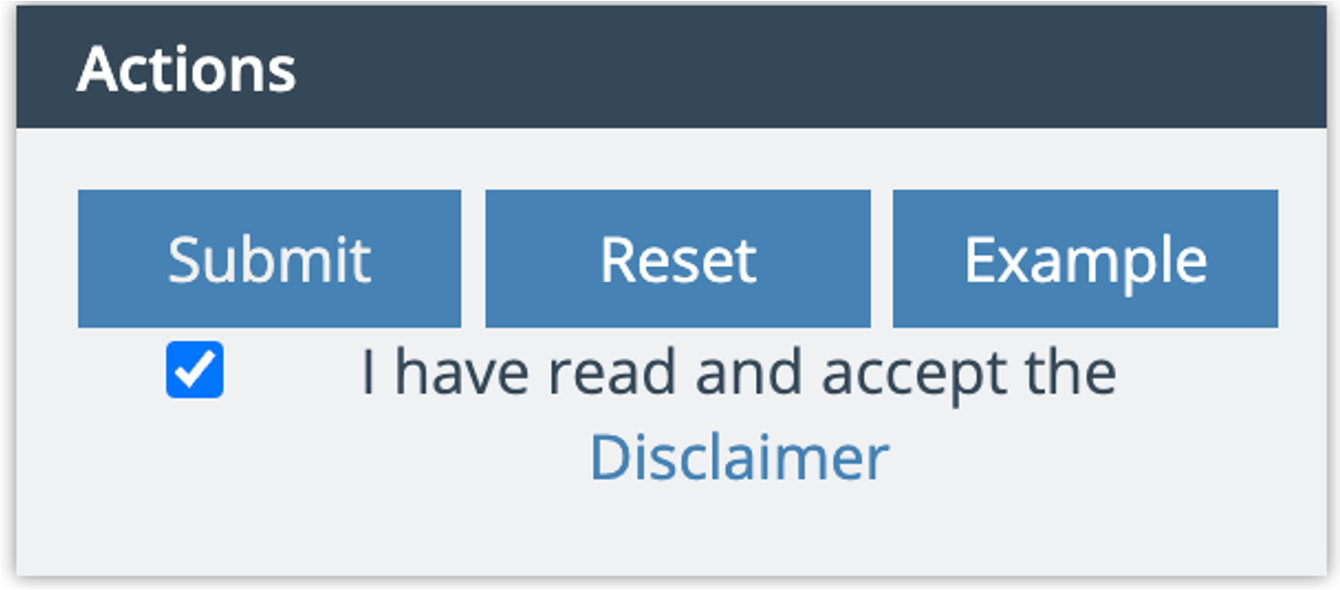 Actions
Submit Reset Example
I have read and accept the
Disclaimer